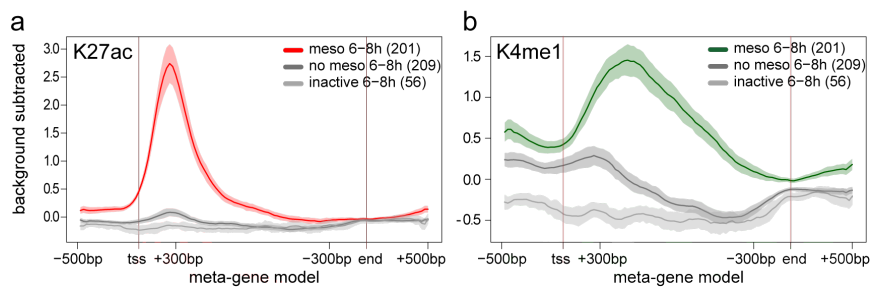 a
K27ac
background subtracted
3.0
2.5
2.0
1.5
1.0
0.5
0.0
meso 6−8h (201)
no meso 6−8h (209)
inactive 6−8h (56)
−500bp tss +300bp −300bp end +500bp
meta-gene model
b
K4me1
1.5
1.0
0.5
0.0
−0.5
meso 6−8h (201)
no meso 6−8h (209)
inactive 6−8h (56)
−500bp tss +300bp −300bp end +500bp
meta-gene model